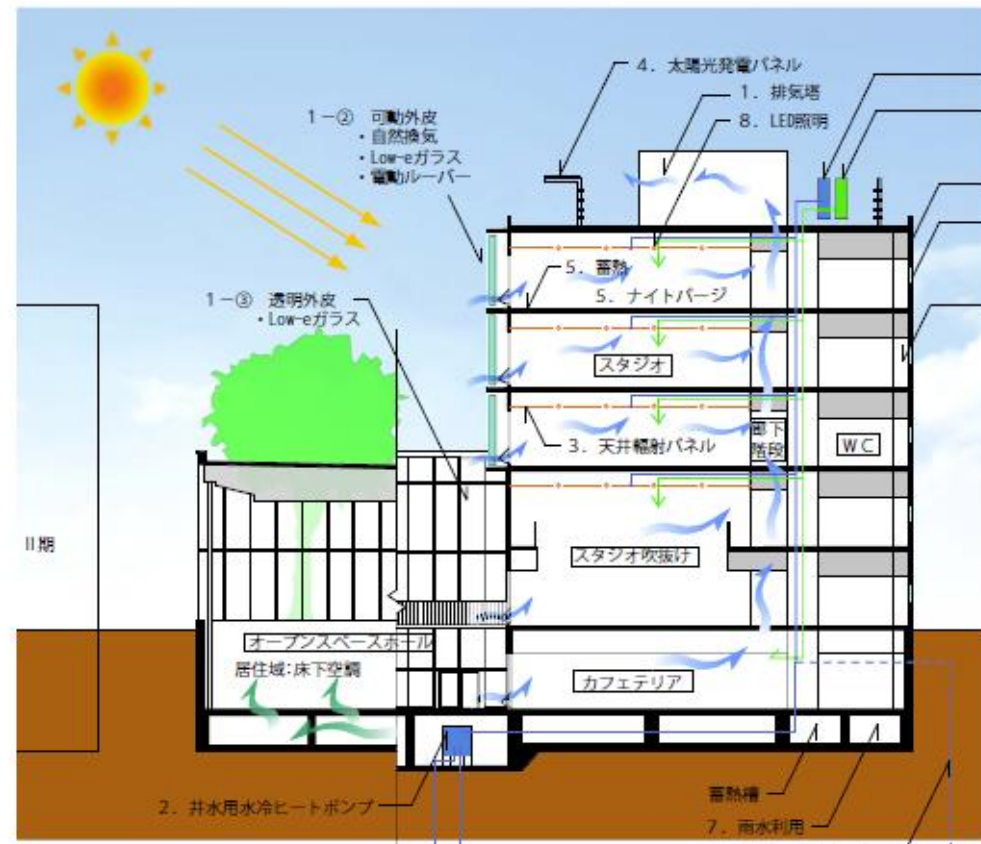 4. 太陽光発電パネル
1. 排気塔
8. LED照明
1-② 可動外皮
・自然換気
・Low-eガラス
・電動ルーバー
5. 蓄熱
5. ナイトパージ
1-③ 透明外皮
・Low-eガラス
スタジオ
3. 天井輻射パネル
廊下
階段
WC
II期
スタジオ吹抜け
オープンスペースホール
居住域:床下空調
カフェテリア
2. 井水用水冷ヒートポンプ
蓄熱槽
7. 雨水利用